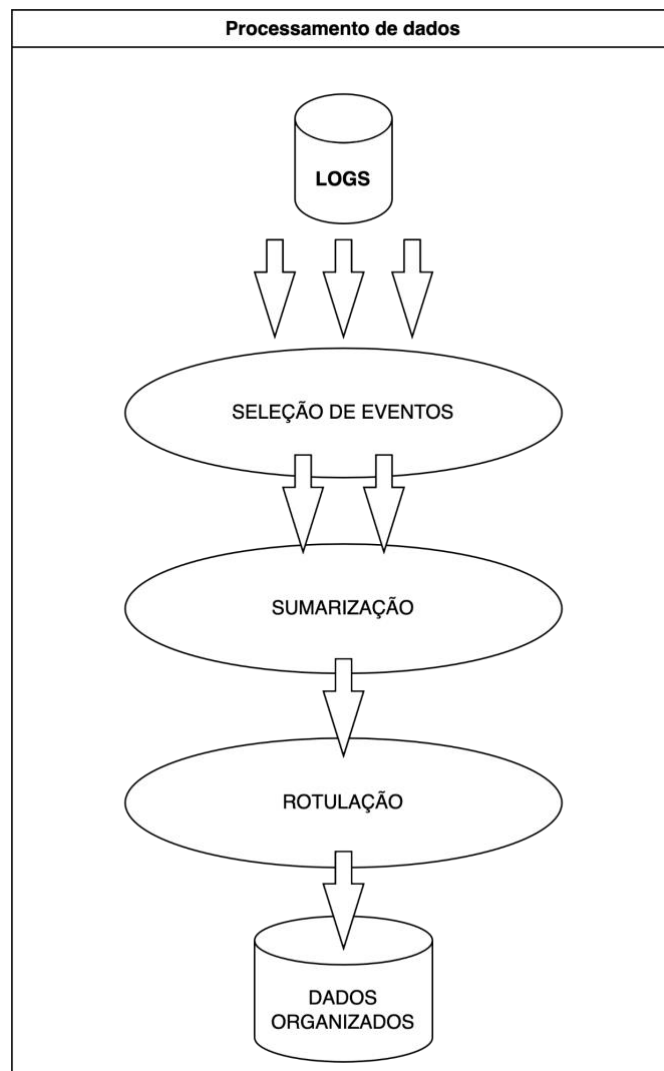 Processamento de dados
LOGS
SELEÇÃO DE EVENTOS
SUMARIZAÇÃO
ROTULAÇÃO
DADOS
ORGANIZADOS